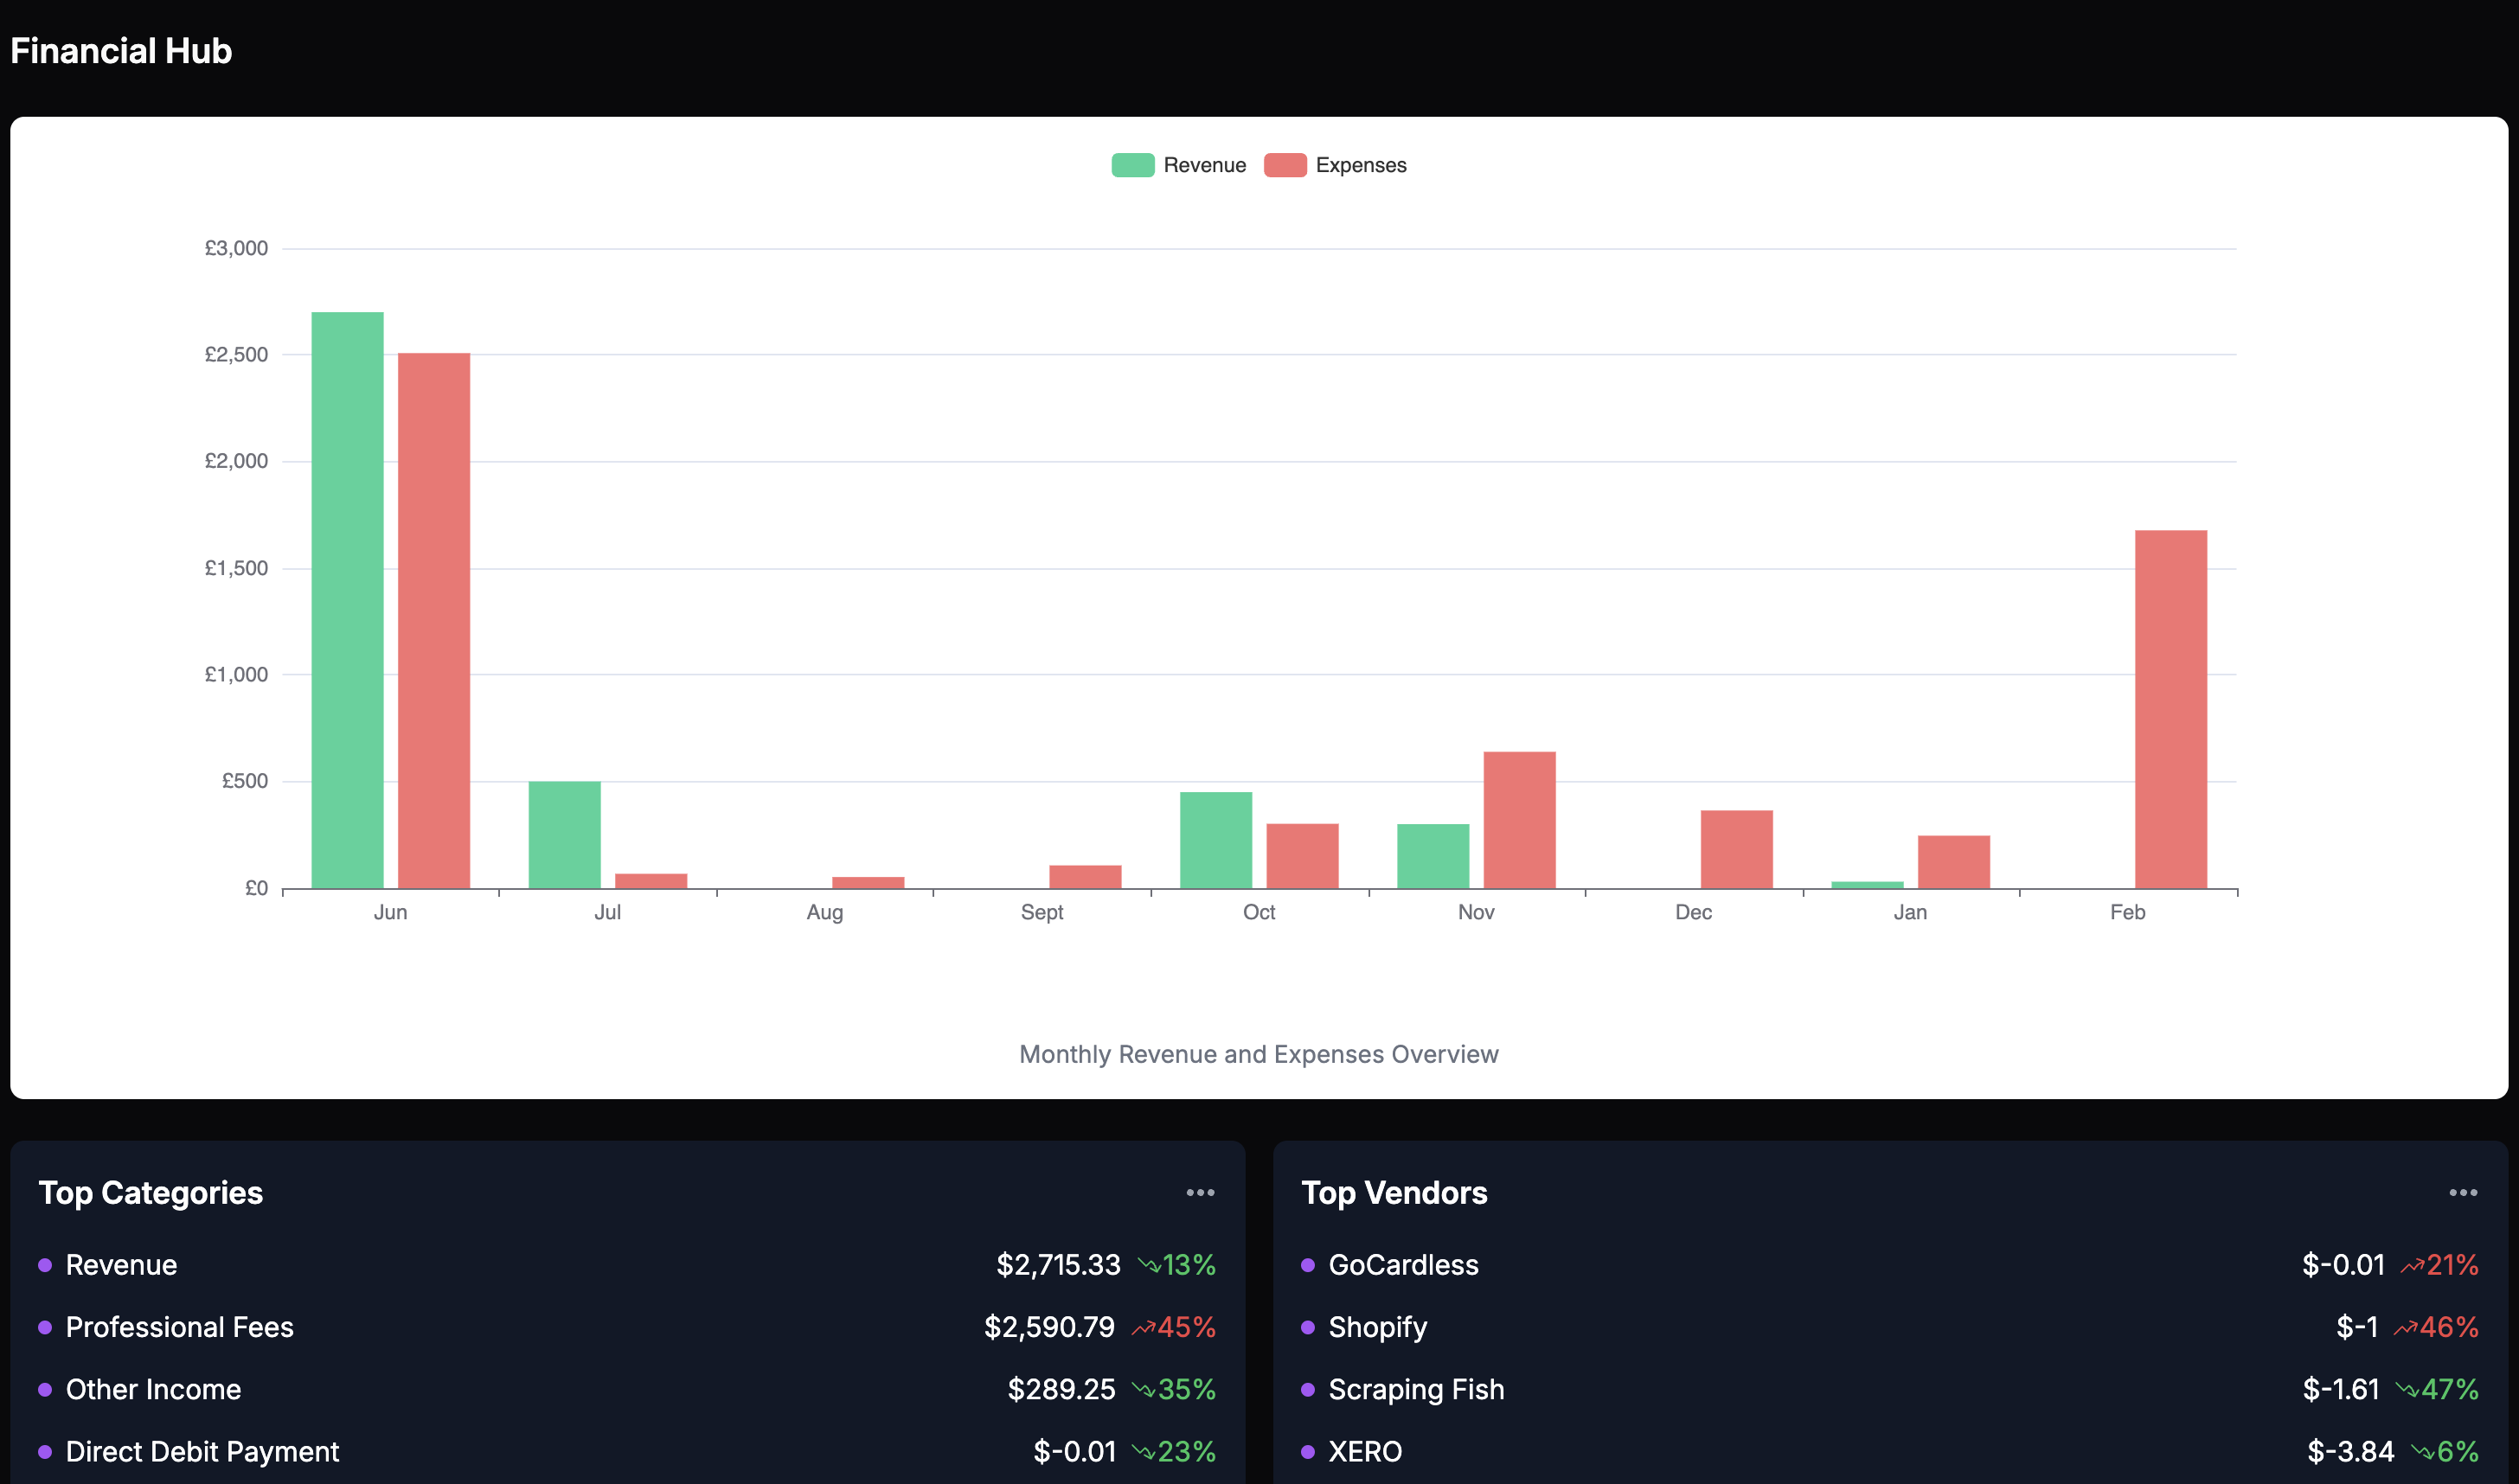 Financial Hub
Revenue Expenses
£3,000
£2,500
£2,000
£1,500
£1,000
£500
£0
Jun Jul Aug Sept Oct Nov Dec Jan Feb
Monthly Revenue and Expenses Overview
Top Categories
Revenue $2,715.33 13%
Professional Fees $2,590.79 45%
Other Income $289.25 35%
Direct Debit Payment $-0.01 23%
Top Vendors
GoCardless $-0.01 21%
Shopify $-1 46%
Scraping Fish $-1.61 47%
XERO $-3.84 6%